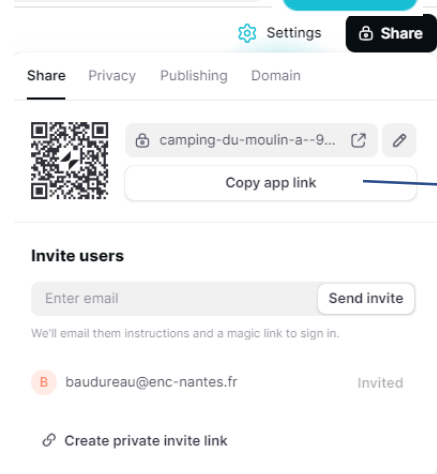 Settings
Share
Share Privacy Publishing Domain
camping-du-moulin-a--9...
Copy app link
Invite users
Enter email
Send invite
We'll email them instructions and a magic link to sign in.
B baudureau@enc-nantes.fr Invited
Create private invite link